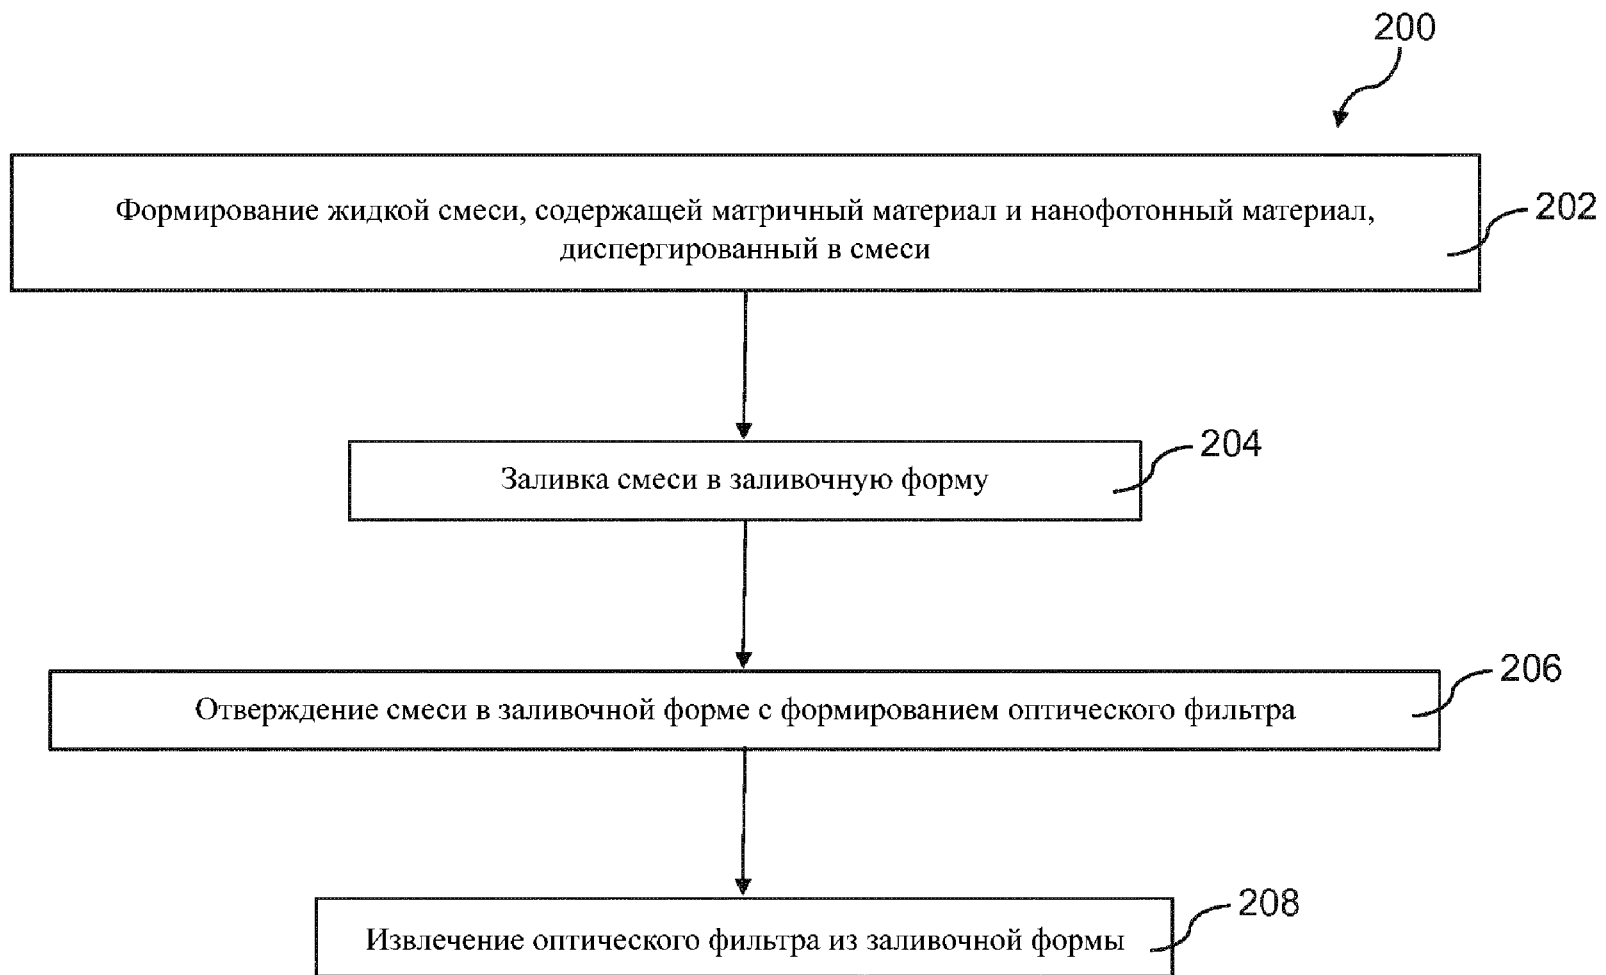 200
Формирование жидкой смеси, содержащей матричный материал и нанофотонный материал,
диспергированный в смеси
202
Заливка смеси в заливочную форму
204
Отверждение смеси в заливочной форме с формированием оптического фильтра
206
Извлечение оптического фильтра из заливочной формы
208